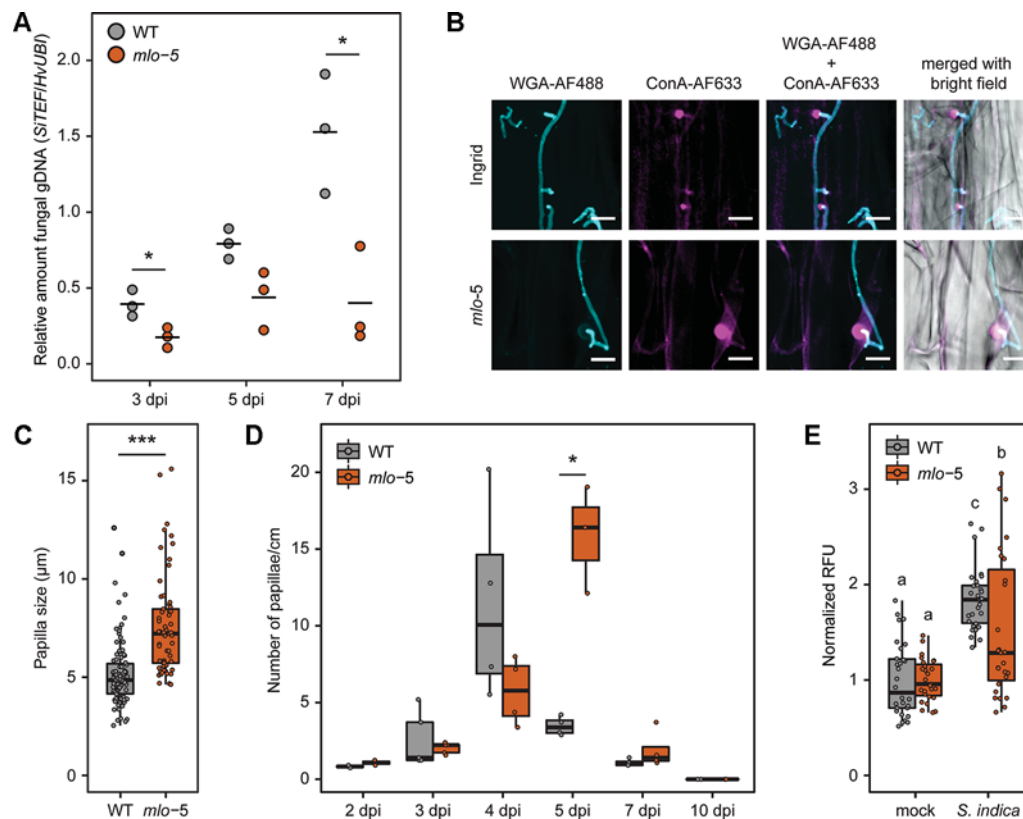 A
WT
mlo−5
Relative amount fungal gDNA (SiTEF/HvUBI)
2.0
1.5
1.0
0.5
0.0
*
*
3 dpi
5 dpi
7 dpi
B
WGA-AF488
ConA-AF633
WGA-AF488
+
ConA-AF633
merged with
bright field
Ingrid
mlo-5
C
***
Papilla size (μm)
15
10
5
0
WT
mlo−5
D
WT
mlo−5
Number of papillae/cm
20
15
10
5
0
*
2 dpi
3 dpi
4 dpi
5 dpi
7 dpi
10 dpi
E
WT
mlo−5
Normalized RFU
3
2
1
0
a
a
c
b
mock
S. indica